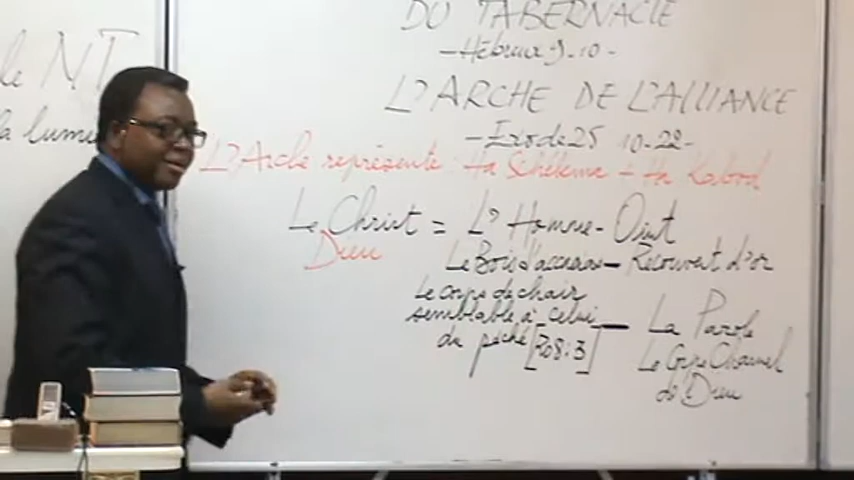 DU TABERNACLE
-Hébreux 9-10-
le NT
la lumiè
L'ARCHE DE L'ALLIANCE
-Exode 25 10-22-
L'Arche représente: Ha Schékina + Ha Kabod
Le Christ = L'Homme-Oint
Dieu
Le Bois d'accacia - Recouvert d'or
Le corps de chair
semblable à celui - La Parole
du péché [Ro 8:3]
Le Corps Charnel
de Dieu